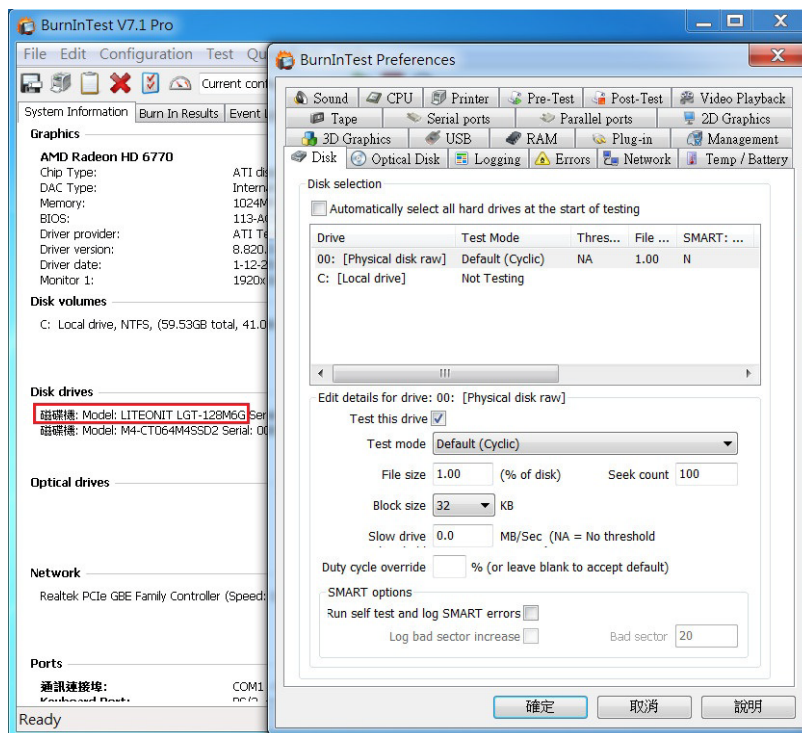 BurnInTest V7.1 Pro
File Edit Configuration Test
Current
System Information Burn In Results Event
Graphics
AMD Radeon HD 6770
Chip Type: ATI
DAC Type:
Memory: 1024M
BIOS: 113-
Driver provider: ATI
Driver version: 8.820.
Driver date: 1-12-2
Monitor 1: 1920x
Disk volumes
C: Local drive, NTFS, (59.53GB total, 41.0
Disk drives
磁碟機: Model: LITEONIT LGT-128M6G Ser
磁碟機: Model: M4-CT064M4SSD2 Serial: 00
Optical drives
Network
Realtek PCIe GBE Family Controller (Speed:
Ports
通訊連接埠: COM1
Ready
BurnInTest Preferences
Sound CPU Printer Pre-Test Post-Test Video Playback
Tape Serial ports Parallel ports 2D Graphics
3D Graphics USB RAM Plug-in Management
Disk Optical Disk Logging Errors Network Temp / Battery
Disk selection
Automatically select all hard drives at the start of testing
Drive Test Mode Thres... File ... SMART: ...
00: [Physical disk raw] Default (Cyclic) NA 1.00 N
C: [Local drive] Not Testing
Edit details for drive: 00: [Physical disk raw]
Test this drive
Test mode Default (Cyclic)
File size 1.00 (% of disk) Seek count 100
Block size 32 KB
Slow drive 0.0 MB/Sec (NA = No threshold
Duty cycle override % (or leave blank to accept default)
SMART options
Run self test and log SMART errors
Log bad sector increase Bad sector 20
確定 取消 說明